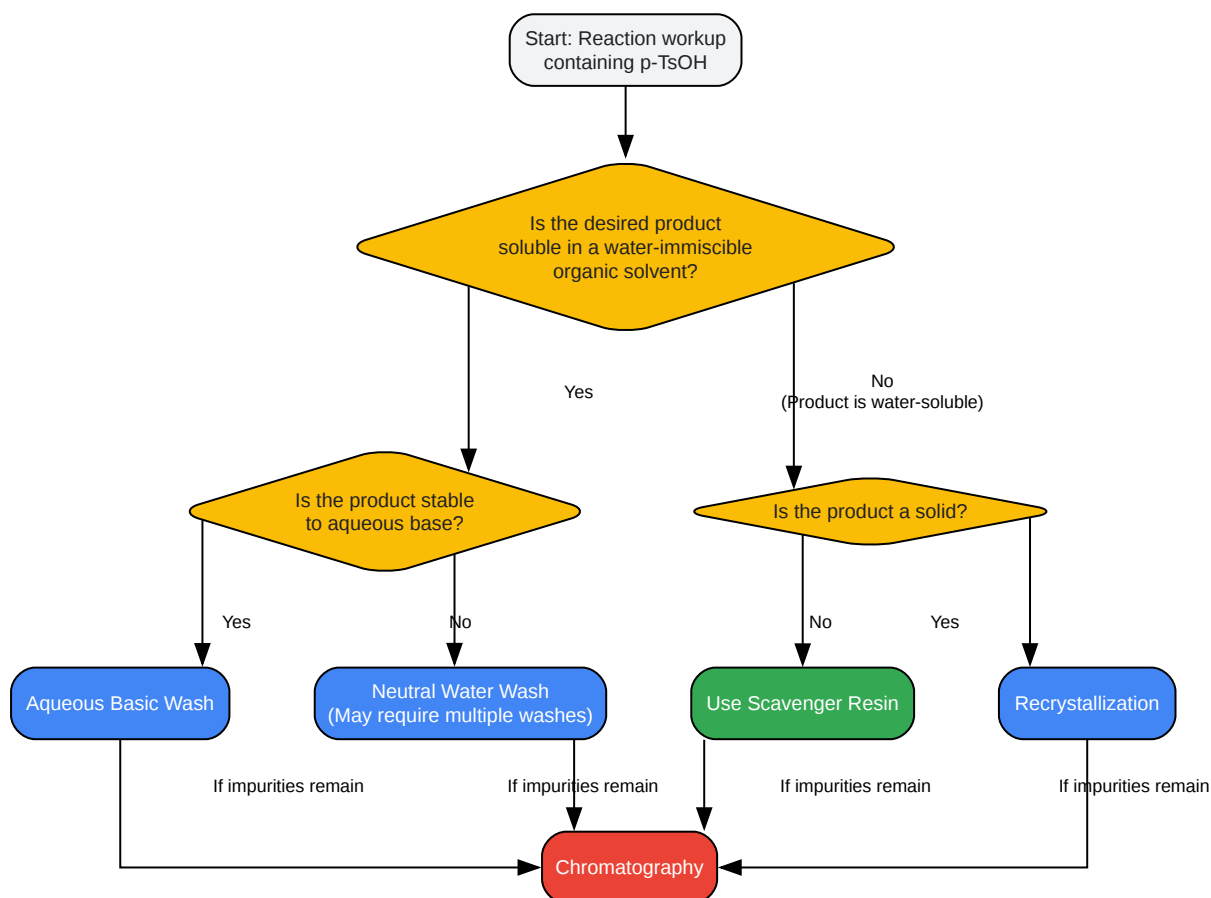 Start: Reaction workup
containing p-TsOH
Is the desired product
soluble in a water-immiscible
organic solvent?
Yes
No
(Product is water-soluble)
Is the product stable
to aqueous base?
Is the product a solid?
Yes
No
No
Yes
Aqueous Basic Wash
Neutral Water Wash
(May require multiple washes)
Use Scavenger Resin
Recrystallization
If impurities remain
If impurities remain
If impurities remain
If impurities remain
Chromatography